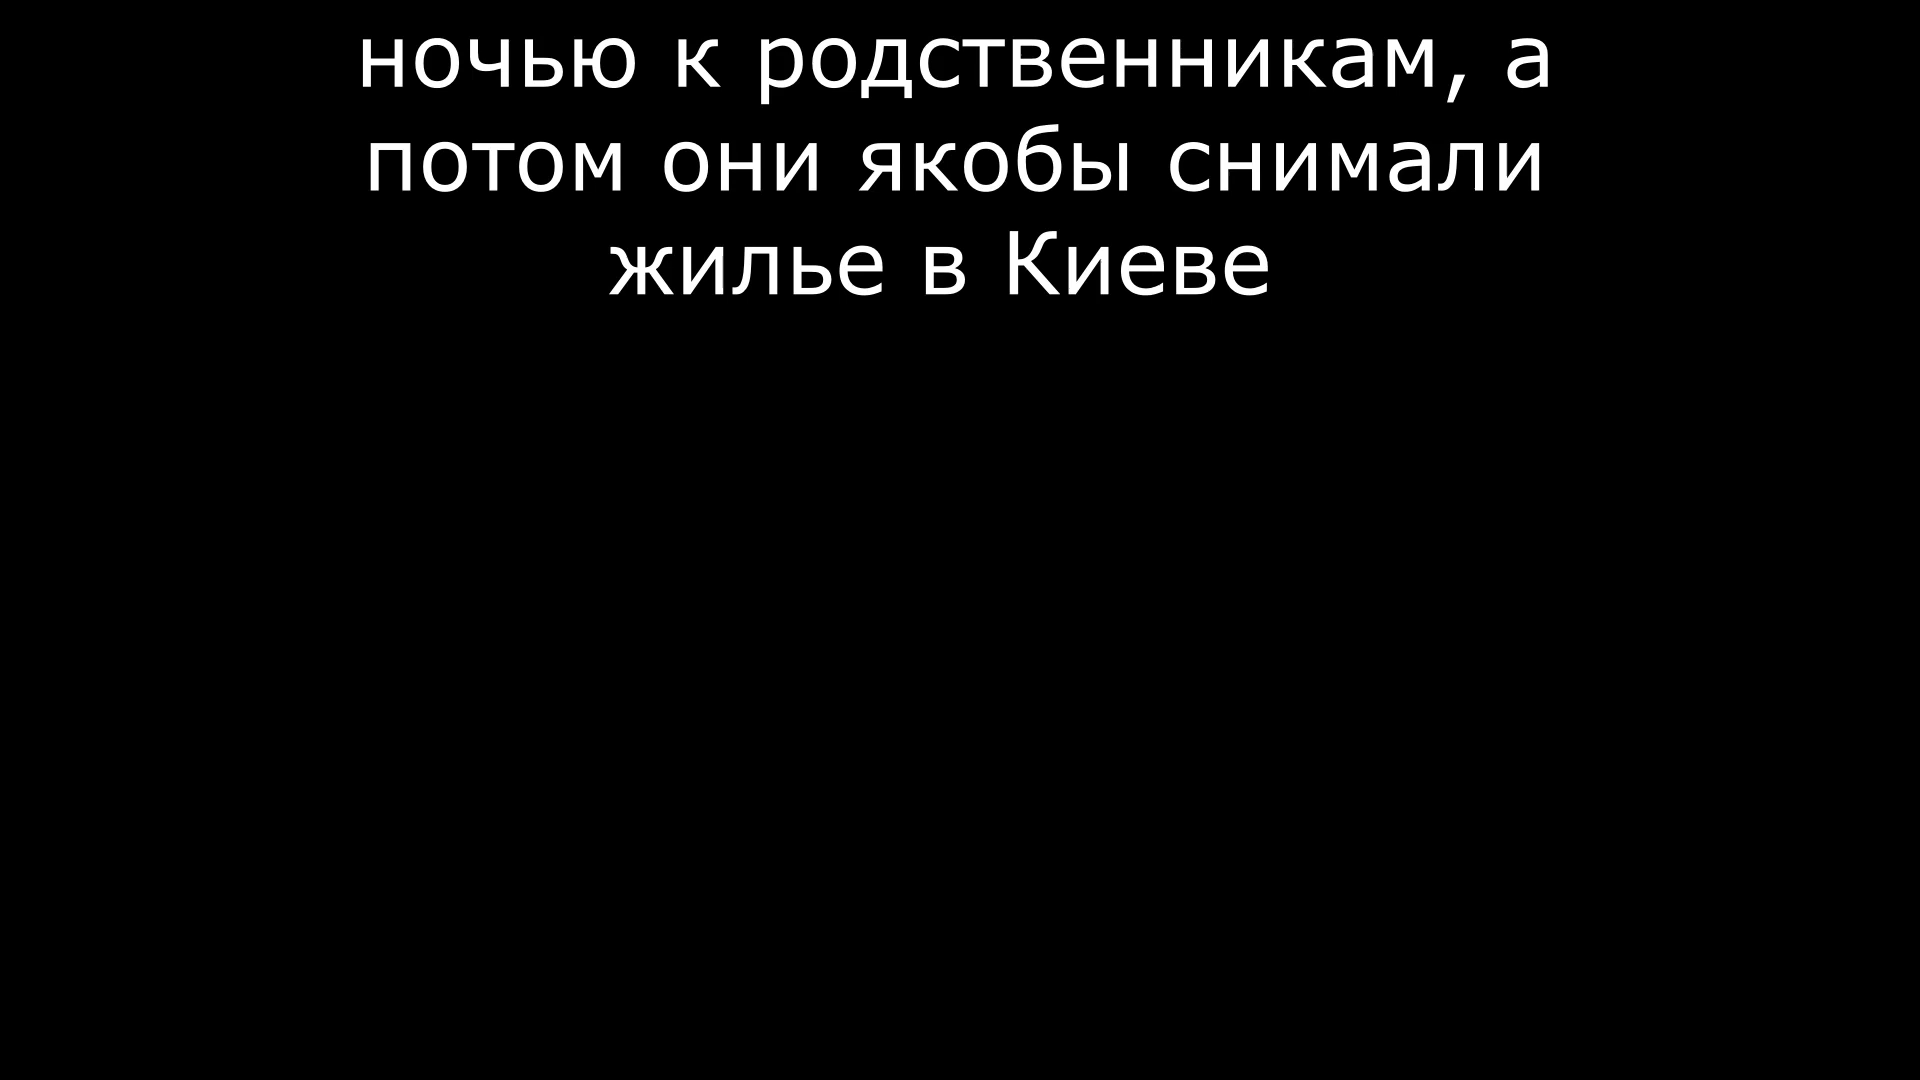 ночью к родственникам, а
потом они якобы снимали
жилье в Киеве